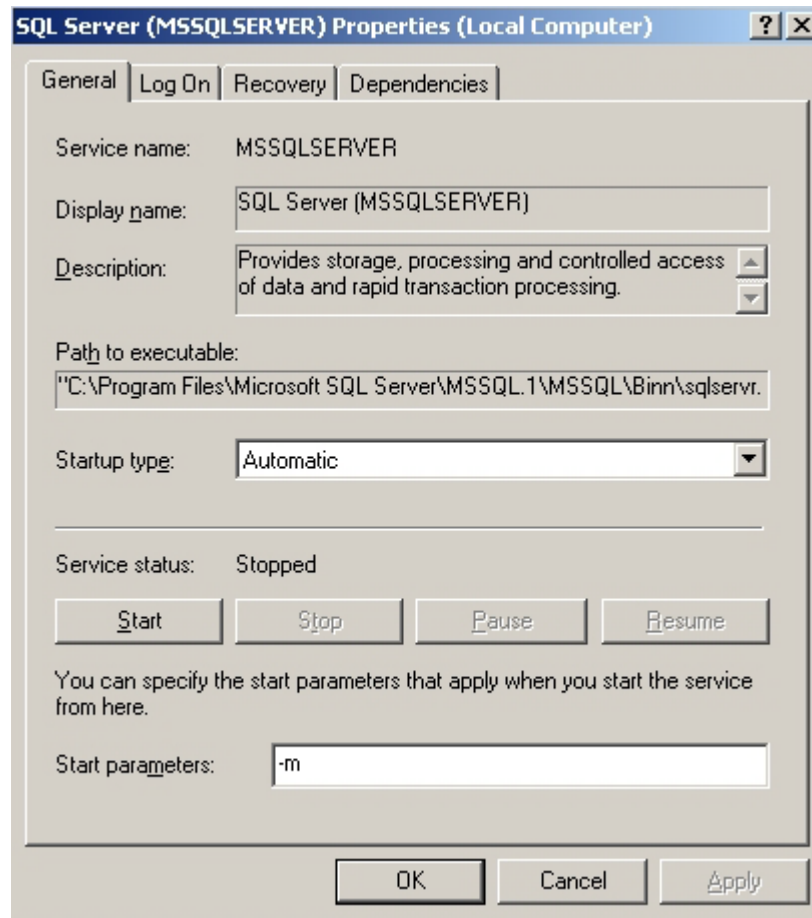 SQL Server (MSSQLSERVER) Properties (Local Computer)
General Log On Recovery Dependencies
Service name: MSSQLSERVER
Display name: SQL Server (MSSQLSERVER)
Description: Provides storage, processing and controlled access
of data and rapid transaction processing.
Path to executable:
"C:\Program Files\Microsoft SQL Server\MSSQL.1\MSSQL\Binn\sqlservr.
Startup type: Automatic
Service status: Stopped
Start Stop Pause Resume
You can specify the start parameters that apply when you start the service
from here.
Start parameters: -m
OK Cancel Apply